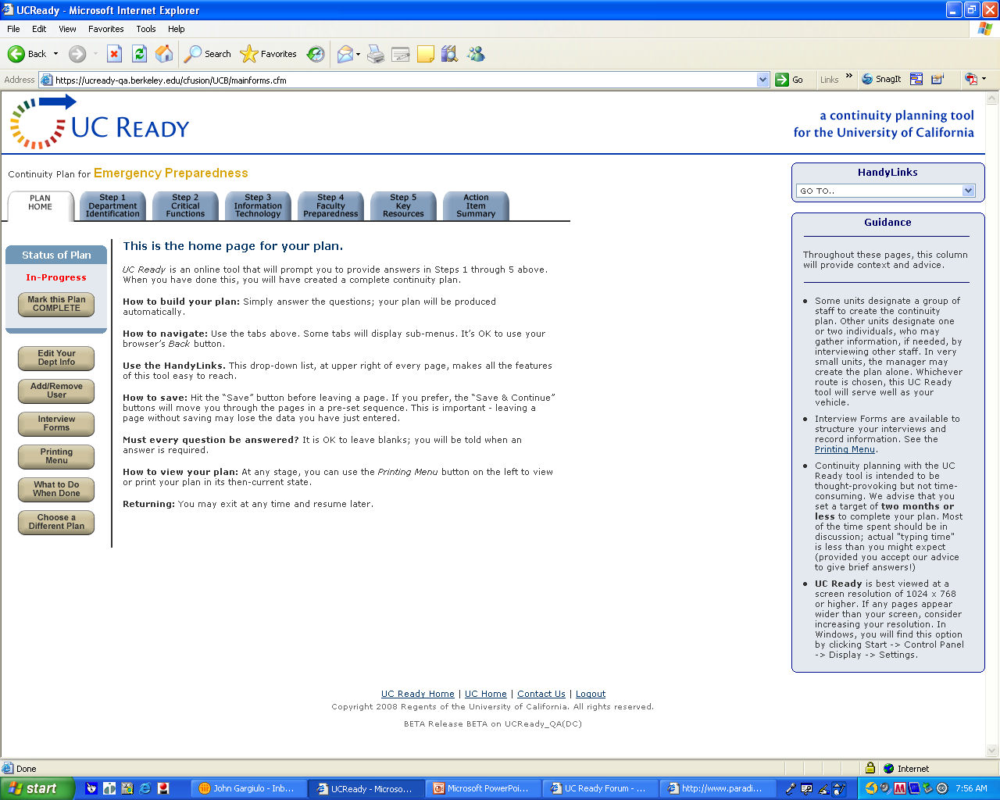 UCReady - Microsoft Internet Explorer
File Edit View Favorites Tools Help
Back Search Favorites
Address https://ucready-qa.berkeley.edu/cfusion/UCB/mainforms.cfm Go Links » SnagIt
UC READY
a continuity planning tool
for the University of California
Continuity Plan for Emergency Preparedness
PLAN
HOME
Step 1
Department
Identification
Step 2
Critical
Functions
Step 3
Information
Technology
Step 4
Faculty
Preparedness
Step 5
Key
Resources
Action
Item
Summary
Status of Plan
In-Progress
Mark this Plan
COMPLETE
Edit Your
Dept Info
Add/Remove
User
Interview
Forms
Printing
Menu
What to Do
When Done
Choose a
Different Plan
This is the home page for your plan.
UC Ready is an online tool that will prompt you to provide answers in Steps 1 through 5 above.
When you have done this, you will have created a complete continuity plan.
How to build your plan: Simply answer the questions; your plan will be produced
automatically.
How to navigate: Use the tabs above. Some tabs will display sub-menus. It’s OK to use your
browser’s Back button.
Use the HandyLinks. This drop-down list, at upper right of every page, makes all the features
of this tool easy to reach.
How to save: Hit the “Save” button before leaving a page. If you prefer, the “Save & Continue”
buttons will move you through the pages in a pre-set sequence. This is important - leaving a
page without saving may lose the data you have just entered.
Must every question be answered? It is OK to leave blanks; you will be told when an
answer is required.
How to view your plan: At any stage, you can use the Printing Menu button on the left to view
or print your plan in its then-current state.
Returning: You may exit at any time and resume later.
HandyLinks
GO TO..
Guidance
Throughout these pages, this column
will provide context and advice.
• Some units designate a group of
staff to create the continuity
plan. Other units designate one
or two individuals, who may
gather information, if needed, by
interviewing other staff. In very
small units, the manager may
create the plan alone. Whichever
route is chosen, this UC Ready
tool will serve well as your
vehicle.
• Interview Forms are available to
structure your interviews and
record information. See the
Printing Menu.
• Continuity planning with the UC
Ready tool is intended to be
thought-provoking but not time-
consuming. We advise that you
set a target of two months or
less to complete your plan. Most
of the time spent should be in
discussion; actual "typing time"
is less than you might expect
(provided you accept our advice
to give brief answers!)
• UC Ready is best viewed at a
screen resolution of 1024 x 768
or higher. If any pages appear
wider than your screen, consider
increasing your resolution. In
Windows, you will find this option
by clicking Start -> Control Panel
-> Display -> Settings.
UC Ready Home | UC Home | Contact Us | Logout
Copyright 2008 Regents of the University of California. All rights reserved.
BETA Release BETA on UCReady_QA(DC)
Done Internet
start John Gargiulo - Inb... UCReady - Microso... Microsoft PowerPoi... UC Ready Forum - ... http://www.paradi... 7:56 AM